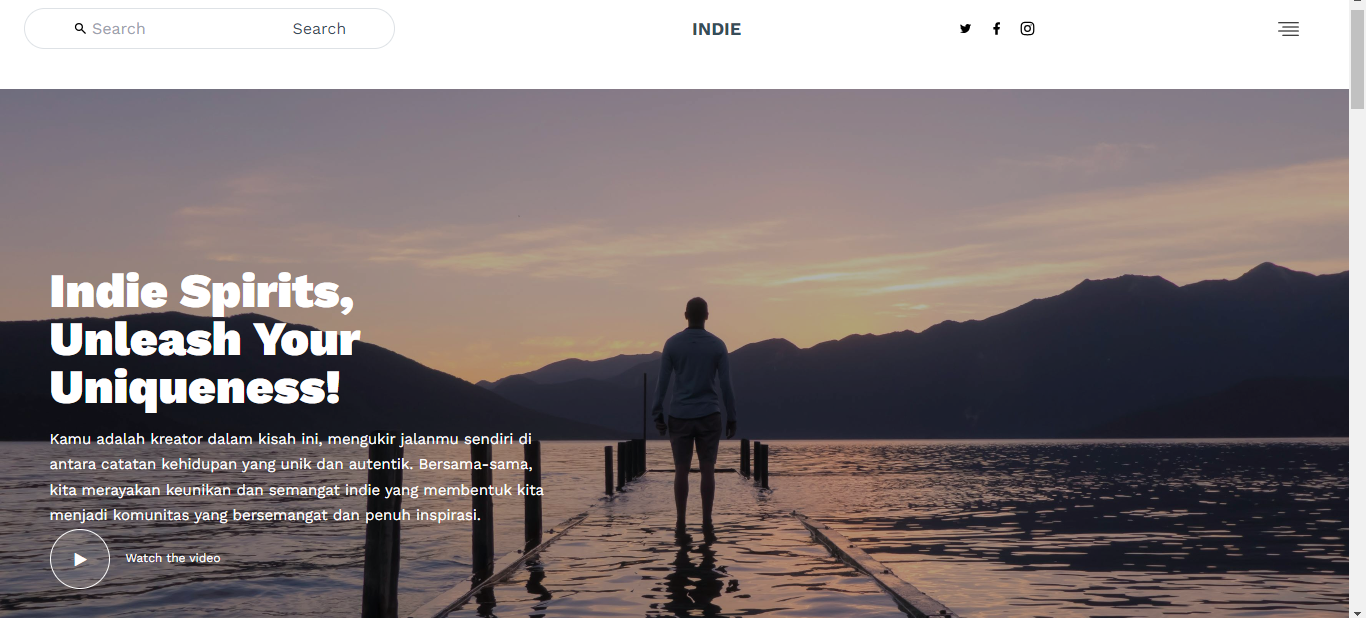 Search
Search
INDIE
Indie Spirits,
Unleash Your
Uniqueness!
Kamu adalah kreator dalam kisah ini, mengukir jalanmu sendiri di
antara catatan kehidupan yang unik dan autentik. Bersama-sama,
kita merayakan keunikan dan semangat indie yang membentuk kita
menjadi komunitas yang bersemangat dan penuh inspirasi.
Watch the video